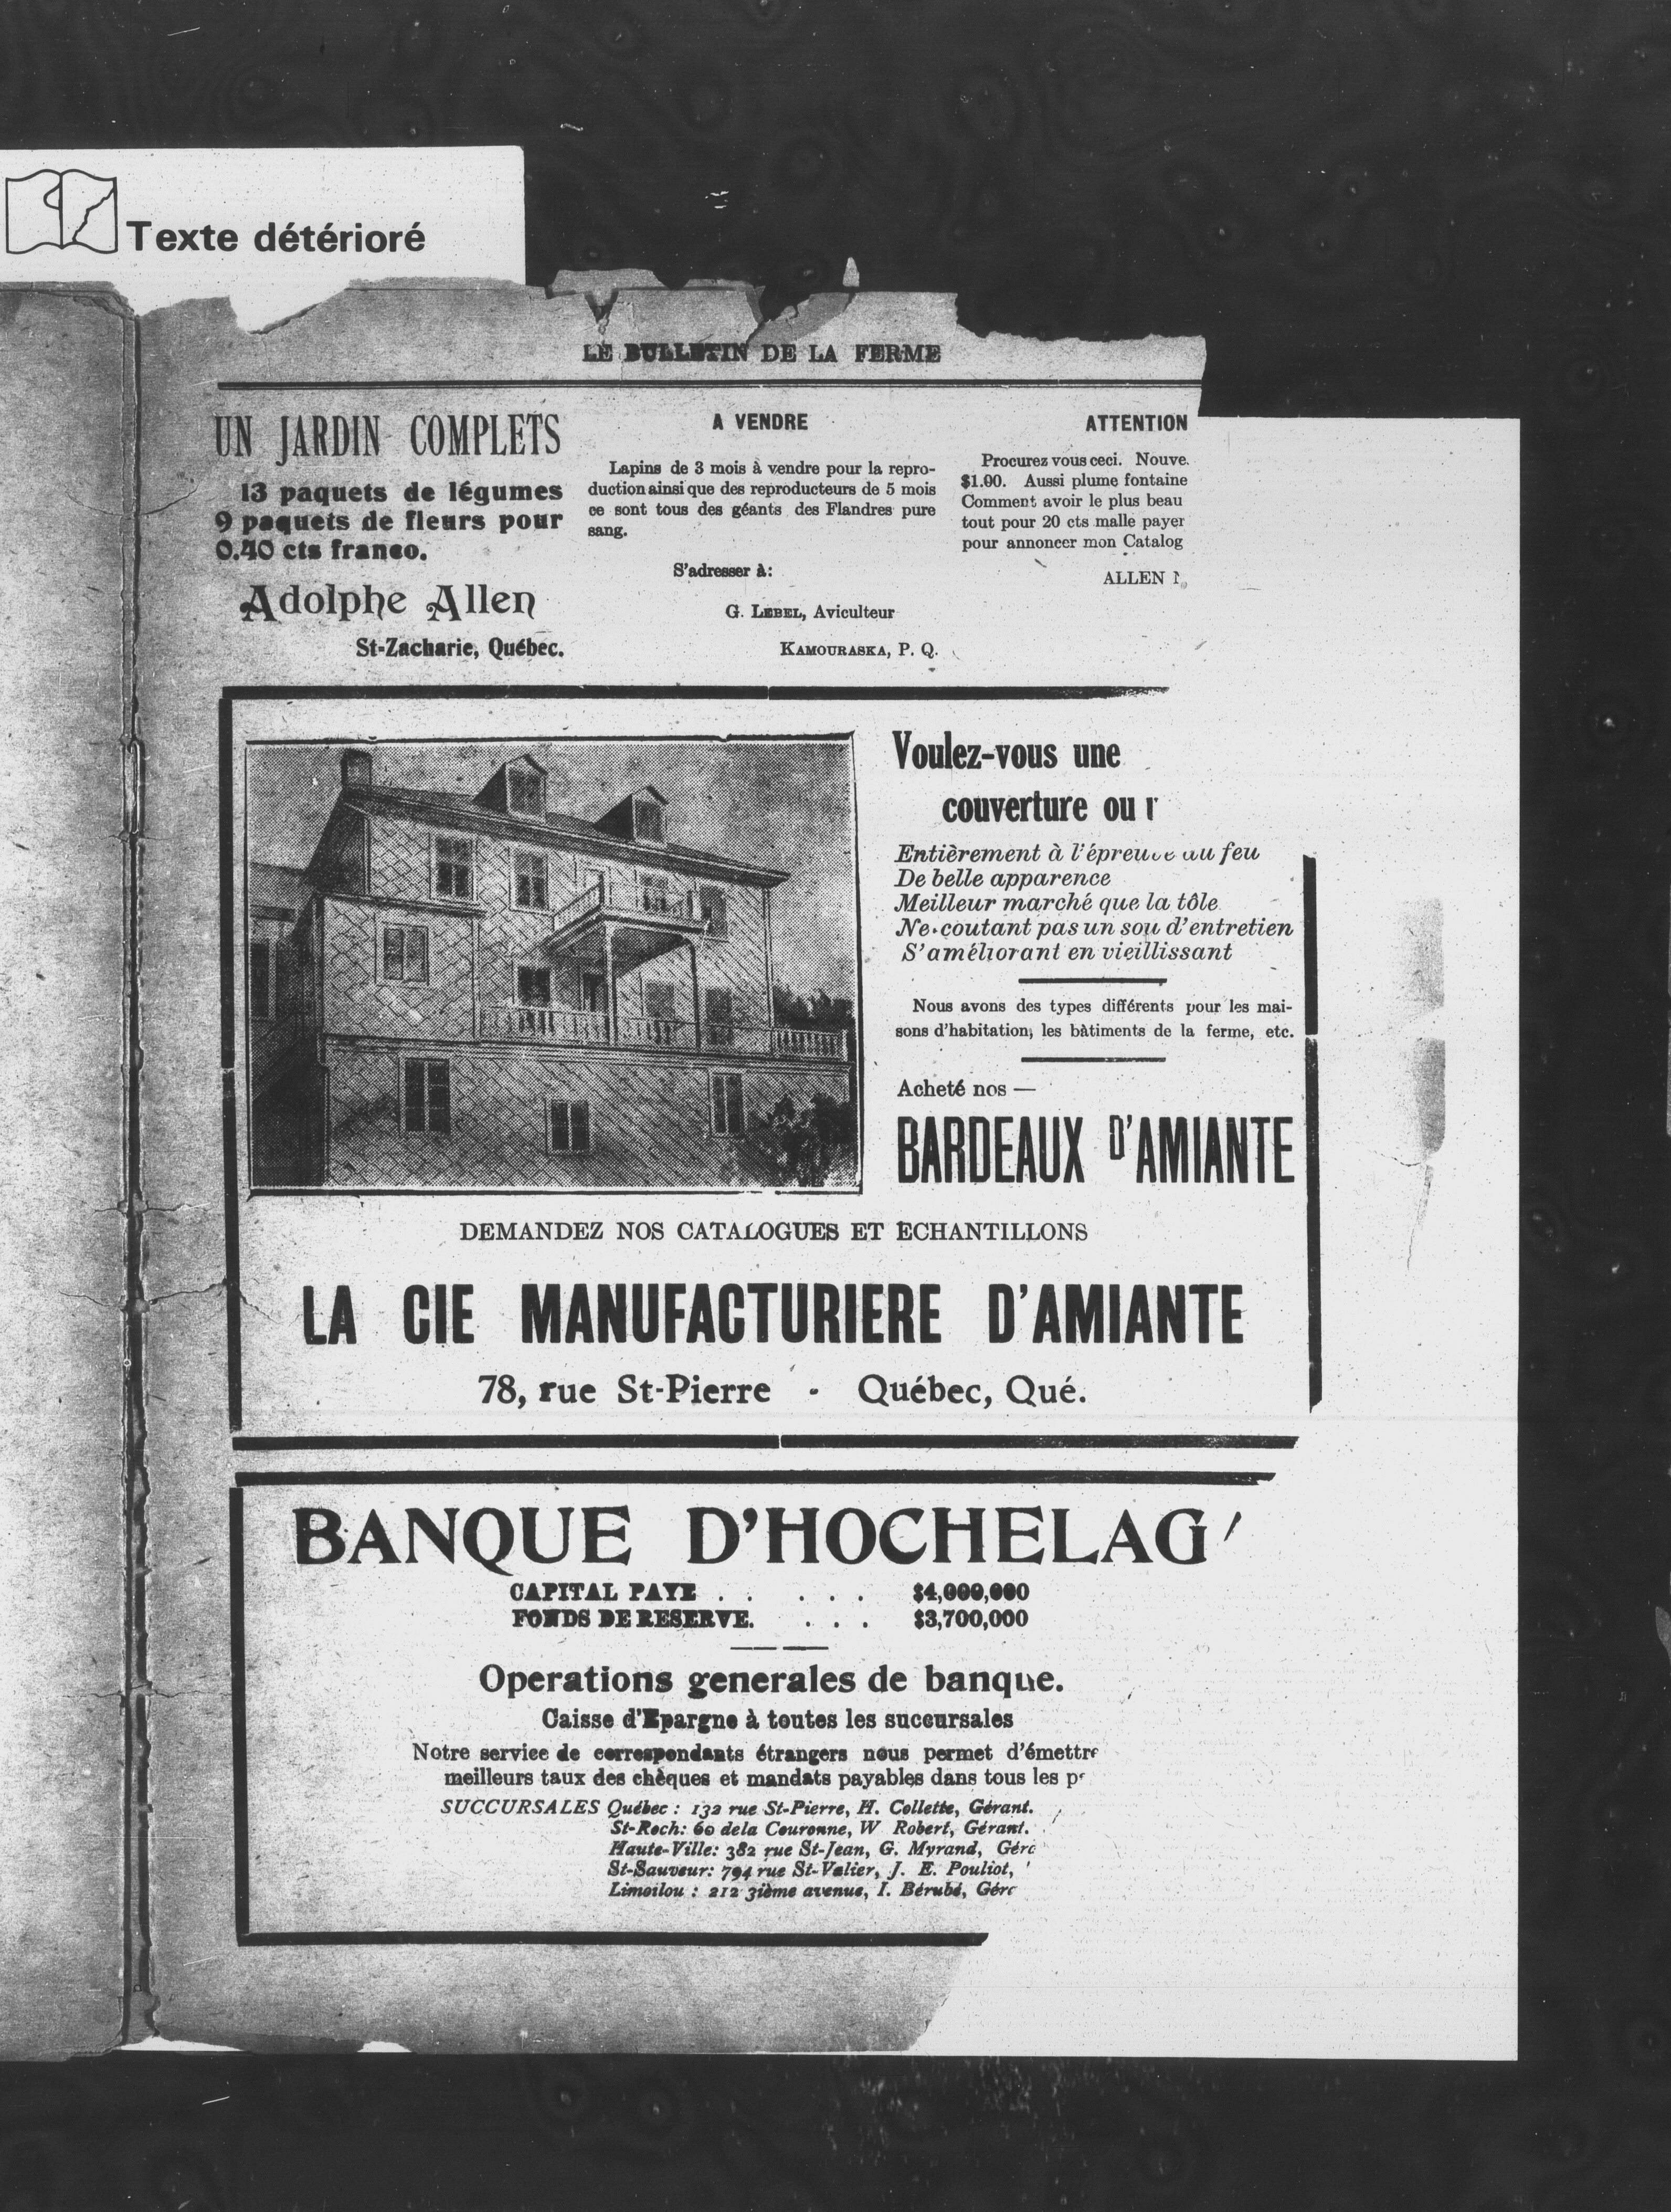 Texte détérioré
LE BULLETIN DE LA FERME
UN JARDIN COMPLETS
13 paquets de légumes
9 paquets de fleurs pour
0.40 cts franco.
Adolphe Allen
St-Zacharie, Québec.
A VENDRE
Lapins de 3 mois à vendre pour la repro-
duction ainsi que des reproducteurs de 5 mois
ce sont tous des géants des Flandres pure
sang.
S'adresser à:
G. LEBEL, Aviculteur
KAMOURASKA, P. Q.
ATTENTION
Procurez vous ceci. Nouve
$1.00. Aussi plume fontaine
Comment avoir le plus beau
tout pour 20 cts malle payer
pour annoncer mon Catalog
ALLEN
Voulez-vous une
couverture ou
Entièrement à l'épreuve au feu
De belle apparence
Meilleur marché que la tôle
Ne coutant pas un sou d'entretien
S'améliorant en vieillissant
Nous avons des types différents pour les mai-
sons d'habitation, les bâtiments de la ferme, etc.
Acheté nos —
BARDEAUX D'AMIANTE
DEMANDEZ NOS CATALOGUES ET ECHANTILLONS
LA CIE MANUFACTURIERE D'AMIANTE
78, rue St-Pierre - Québec, Qué.
BANQUE D'HOCHELAG
CAPITAL PAYE . . . . . $4,000,000
FONDS DE RESERVE. . . . $3,700,000
Operations generales de banque.
Caisse d'Epargne à toutes les succursales
Notre service de correspondants étrangers nous permet d'émettre
meilleurs taux des chèques et mandats payables dans tous les p
SUCCURSALES Québec : 132 rue St-Pierre, H. Collette, Gérant.
St-Roch: 60 dela Couronne, W Robert, Gérant.
Haute-Ville: 382 rue St-Jean, G. Myrand, Géra
St-Sauveur: 794 rue St-Valier, J. E. Pouliot,
Limoilou : 212 3ième avenue, I. Bérubé, Gér